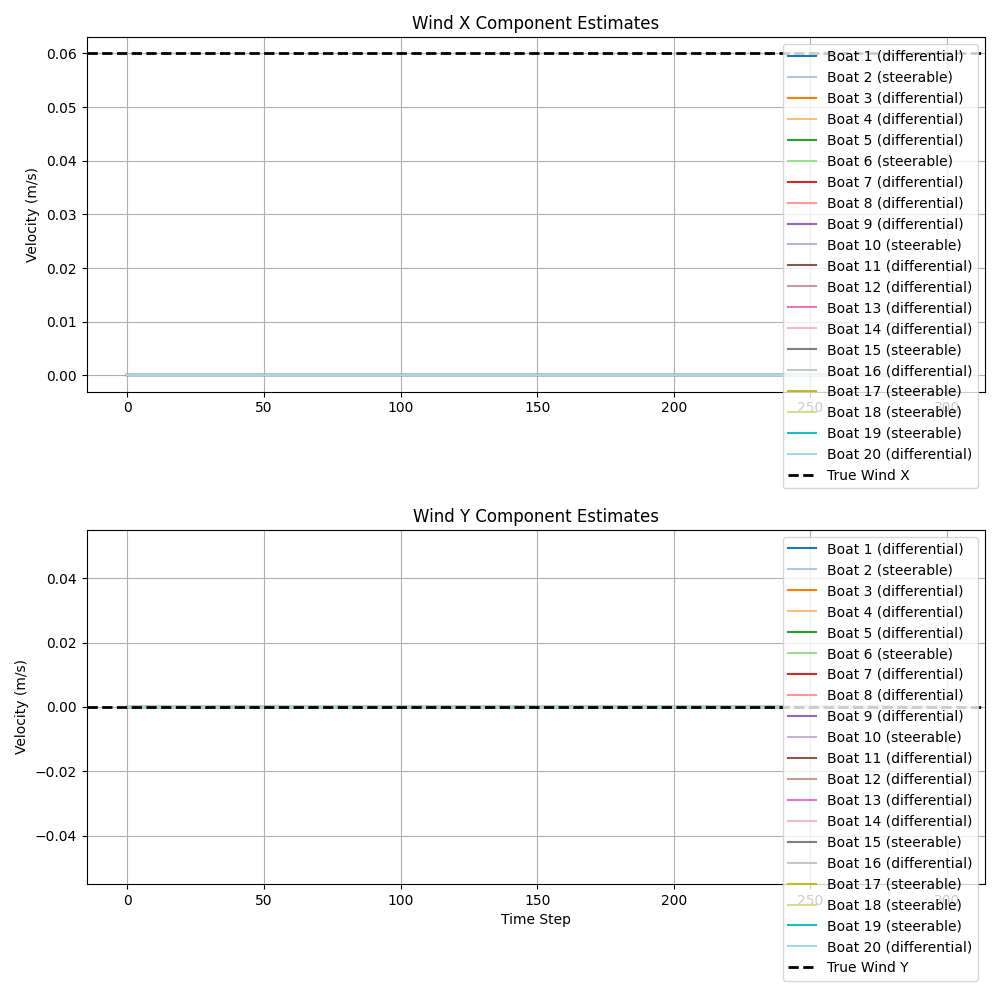 Wind X Component Estimates
Velocity (m/s)
0.06
0.05
0.04
0.03
0.02
0.01
0.00
0
50
100
150
200
250
300
Boat 1 (differential)
Boat 2 (steerable)
Boat 3 (differential)
Boat 4 (differential)
Boat 5 (differential)
Boat 6 (steerable)
Boat 7 (differential)
Boat 8 (differential)
Boat 9 (differential)
Boat 10 (steerable)
Boat 11 (differential)
Boat 12 (differential)
Boat 13 (differential)
Boat 14 (differential)
Boat 15 (steerable)
Boat 16 (differential)
Boat 17 (steerable)
Boat 18 (steerable)
Boat 19 (steerable)
Boat 20 (differential)
True Wind X
Wind Y Component Estimates
Velocity (m/s)
0.04
0.02
0.00
−0.02
−0.04
0
50
100
150
200
250
300
Time Step
Boat 1 (differential)
Boat 2 (steerable)
Boat 3 (differential)
Boat 4 (differential)
Boat 5 (differential)
Boat 6 (steerable)
Boat 7 (differential)
Boat 8 (differential)
Boat 9 (differential)
Boat 10 (steerable)
Boat 11 (differential)
Boat 12 (differential)
Boat 13 (differential)
Boat 14 (differential)
Boat 15 (steerable)
Boat 16 (differential)
Boat 17 (steerable)
Boat 18 (steerable)
Boat 19 (steerable)
Boat 20 (differential)
True Wind Y